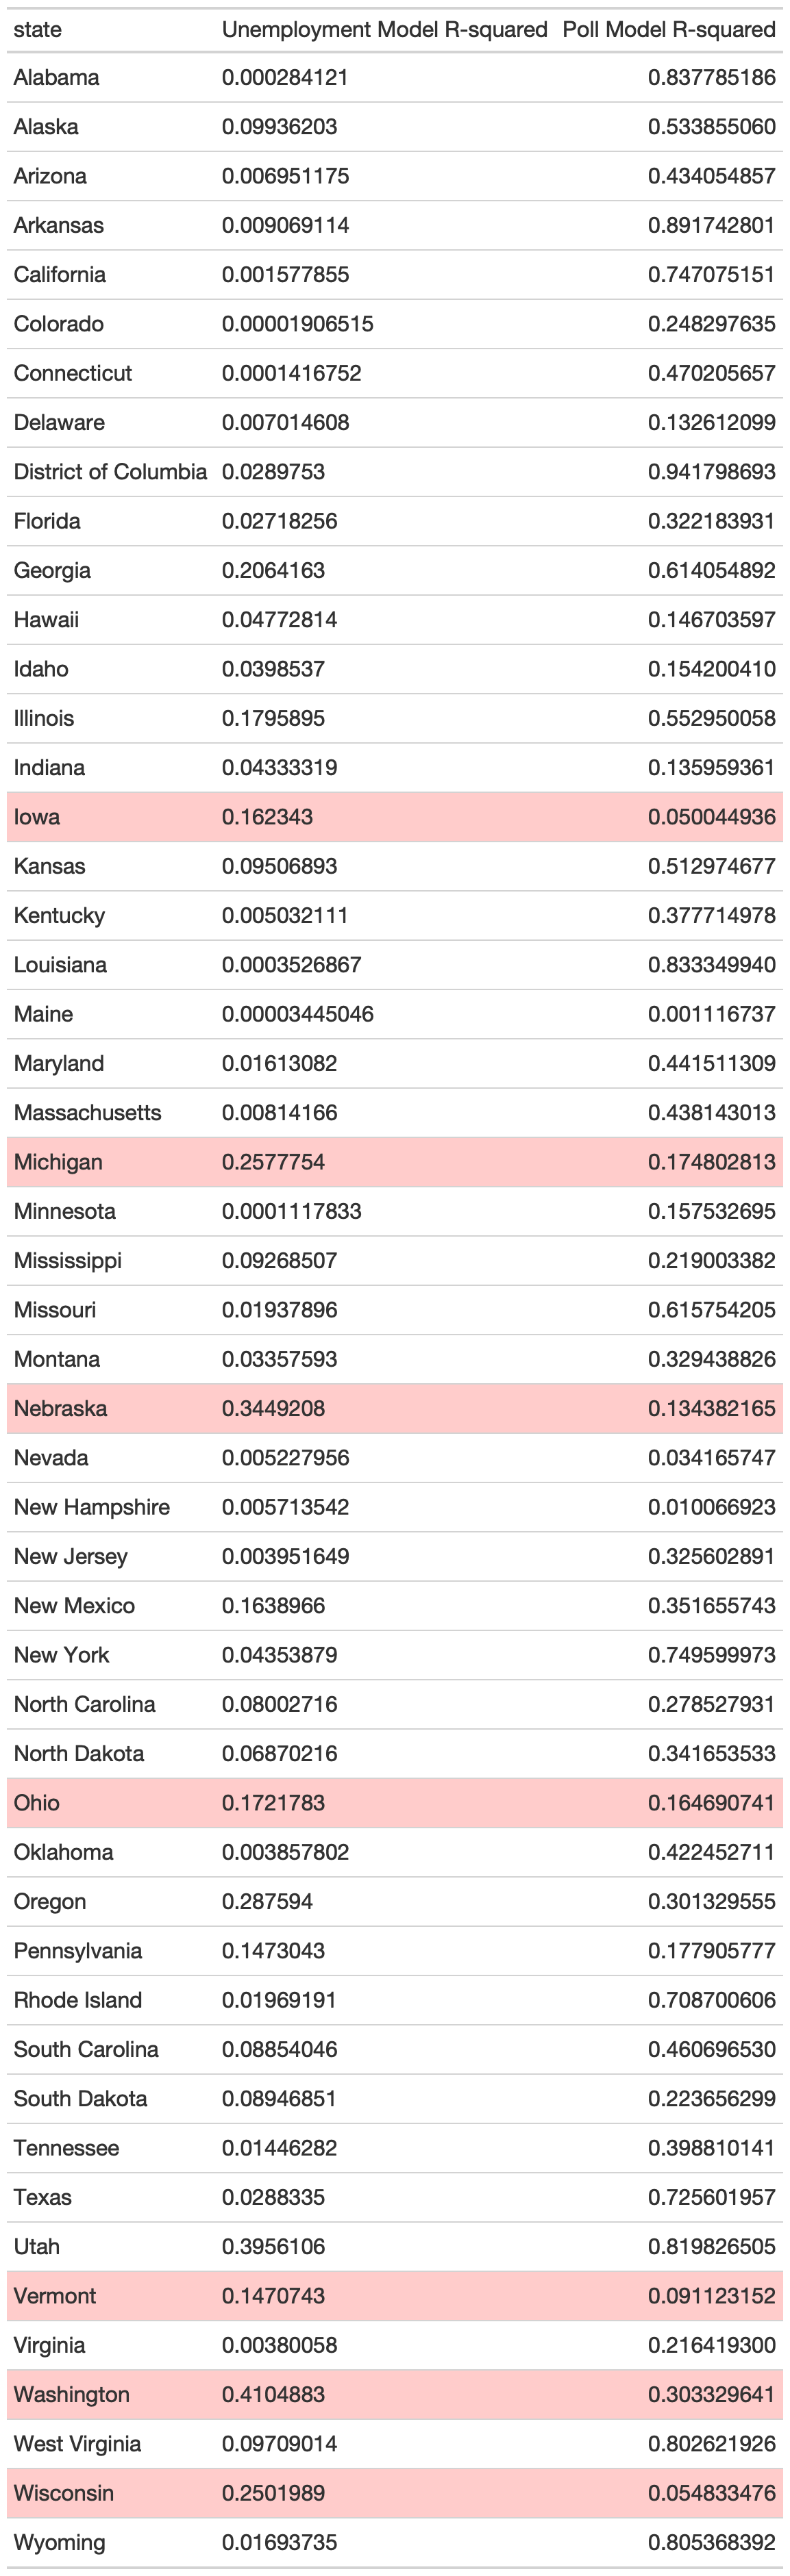 state Unemployment Model R-squared Poll Model R-squared
Alabama 0.000284121 0.837785186
Alaska 0.09936203 0.533855060
Arizona 0.006951175 0.434054857
Arkansas 0.009069114 0.891742801
California 0.001577855 0.747075151
Colorado 0.00001906515 0.248297635
Connecticut 0.0001416752 0.470205657
Delaware 0.007014608 0.132612099
District of Columbia 0.0289753 0.941798693
Florida 0.02718256 0.322183931
Georgia 0.2064163 0.614054892
Hawaii 0.04772814 0.146703597
Idaho 0.0398537 0.154200410
Illinois 0.1795895 0.552950058
Indiana 0.04333319 0.135959361
Iowa 0.162343 0.050044936
Kansas 0.09506893 0.512974677
Kentucky 0.005032111 0.377714978
Louisiana 0.0003526867 0.833349940
Maine 0.00003445046 0.001116737
Maryland 0.01613082 0.441511309
Massachusetts 0.00814166 0.438143013
Michigan 0.2577754 0.174802813
Minnesota 0.0001117833 0.157532695
Mississippi 0.09268507 0.219003382
Missouri 0.01937896 0.615754205
Montana 0.03357593 0.329438826
Nebraska 0.3449208 0.134382165
Nevada 0.005227956 0.034165747
New Hampshire 0.005713542 0.010066923
New Jersey 0.003951649 0.325602891
New Mexico 0.1638966 0.351655743
New York 0.04353879 0.749599973
North Carolina 0.08002716 0.278527931
North Dakota 0.06870216 0.341653533
Ohio 0.1721783 0.164690741
Oklahoma 0.003857802 0.422452711
Oregon 0.287594 0.301329555
Pennsylvania 0.1473043 0.177905777
Rhode Island 0.01969191 0.708700606
South Carolina 0.08854046 0.460696530
South Dakota 0.08946851 0.223656299
Tennessee 0.01446282 0.398810141
Texas 0.0288335 0.725601957
Utah 0.3956106 0.819826505
Vermont 0.1470743 0.091123152
Virginia 0.00380058 0.216419300
Washington 0.4104883 0.303329641
West Virginia 0.09709014 0.802621926
Wisconsin 0.2501989 0.054833476
Wyoming 0.01693735 0.805368392